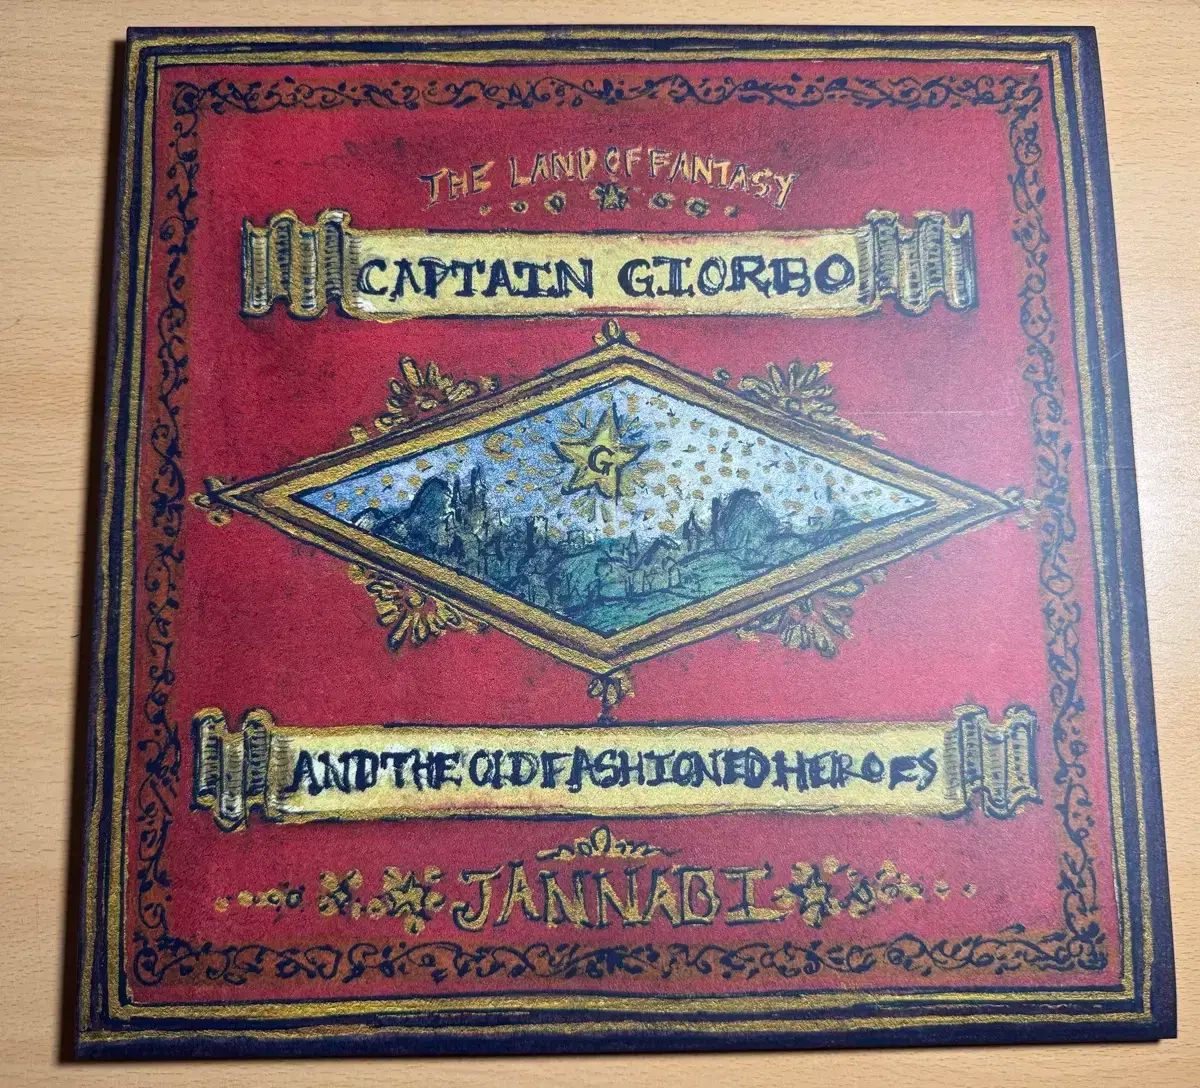 THE LAND OF FANTASY
CAPTAIN GIORBO
G
AND THE OLD FASHIONED HEROES
JANNABI